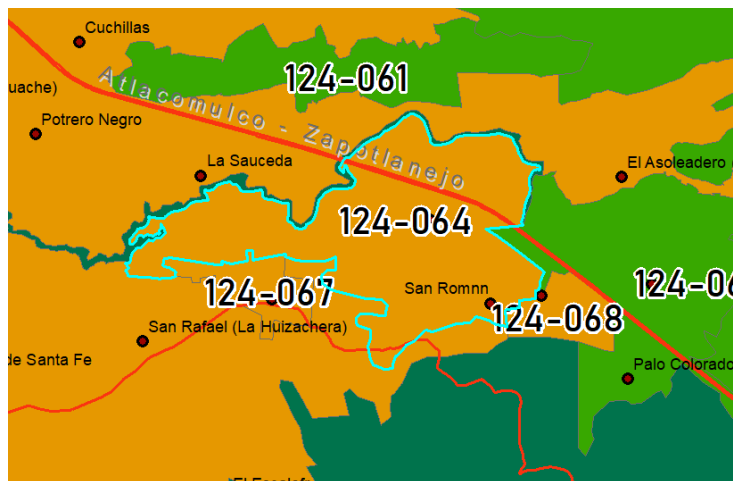 Cuchillas
124-061
uache)
Atlacomulco - Zapotlanejo
Potrero Negro
La Sauceda
El Asoleadero
124-064
124-067
San Romnn
124-06
124-068
San Rafael (La Huizachera)
de Santa Fe
Palo Colorado